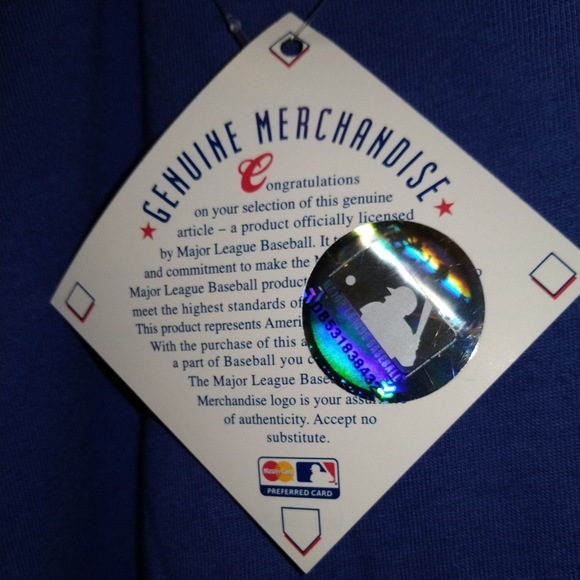 GENUINE MERCHANDISE
Congratulations
on your selection of this genuine
article – a product officially licensed
by Major League Baseball. It
and commitment to make the
Major League Baseball product
meet the highest standards of
This product represents Ameri
With the purchase of this a
a part of Baseball you c
The Major League Base
Merchandise logo is your assu
of authenticity. Accept no
substitute.
MasterCard
PREFERRED CARD